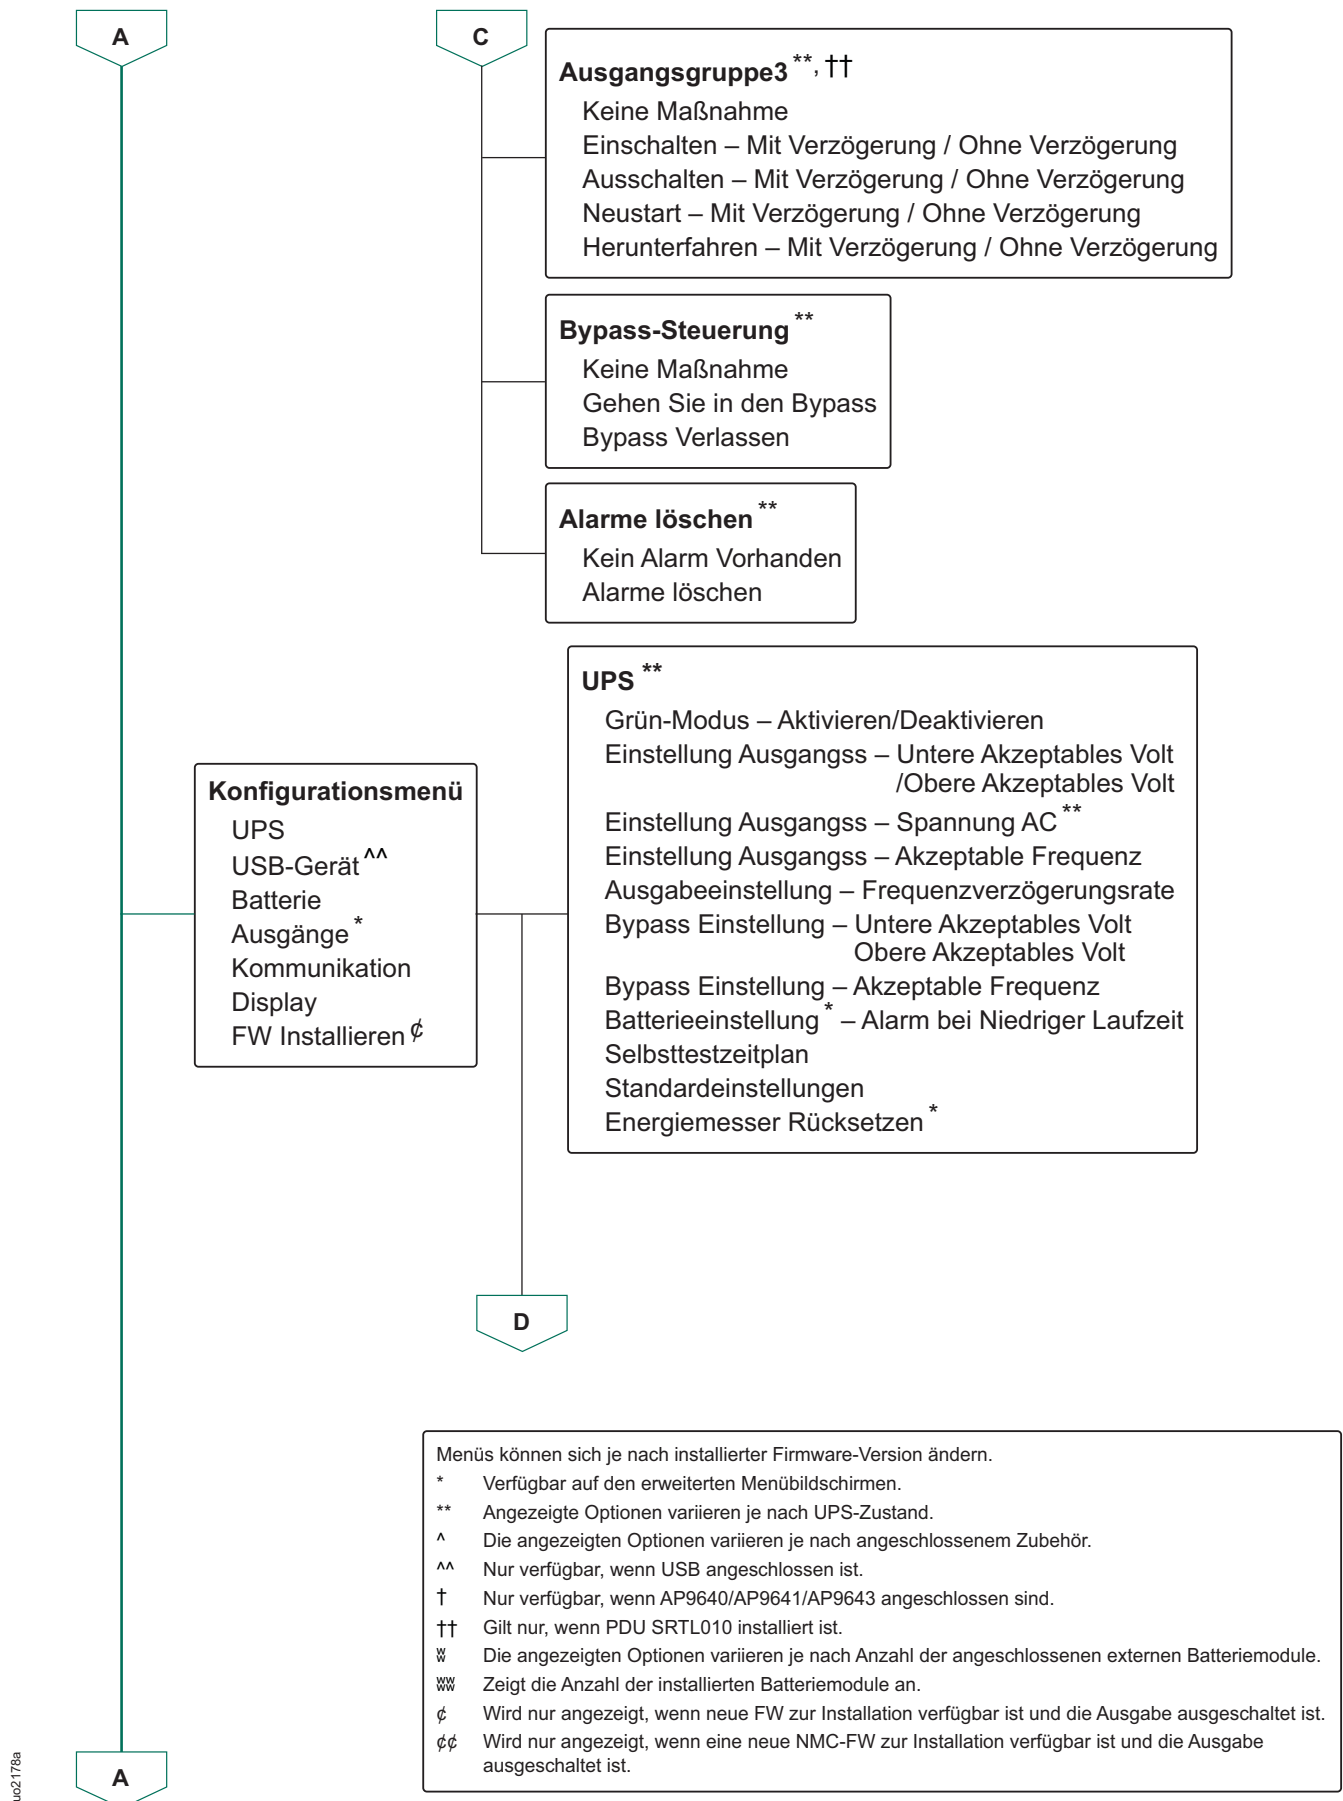 A
C
Ausgangsgruppe3 **, ††
Keine Maßnahme
Einschalten – Mit Verzögerung / Ohne Verzögerung
Ausschalten – Mit Verzögerung / Ohne Verzögerung
Neustart – Mit Verzögerung / Ohne Verzögerung
Herunterfahren – Mit Verzögerung / Ohne Verzögerung
Bypass-Steuerung **
Keine Maßnahme
Gehen Sie in den Bypass
Bypass Verlassen
Alarme löschen **
Kein Alarm Vorhanden
Alarme löschen
Konfigurationsmenü
UPS
USB-Gerät ^^
Batterie
Ausgänge *
Kommunikation
Display
FW Installieren ¢
UPS **
Grün-Modus – Aktivieren/Deaktivieren
Einstellung Ausgangss – Untere Akzeptables Volt
/Obere Akzeptables Volt
Einstellung Ausgangss – Spannung AC **
Einstellung Ausgangss – Akzeptable Frequenz
Ausgabeeinstellung – Frequenzverzögerungsrate
Bypass Einstellung – Untere Akzeptables Volt
Obere Akzeptables Volt
Bypass Einstellung – Akzeptable Frequenz
Batterieeinstellung * – Alarm bei Niedriger Laufzeit
Selbsttestzeitplan
Standardeinstellungen
Energiemesser Rücksetzen *
D
Menüs können sich je nach installierter Firmware-Version ändern.
* Verfügbar auf den erweiterten Menübildschirmen.
** Angezeigte Optionen variieren je nach UPS-Zustand.
^ Die angezeigten Optionen variieren je nach angeschlossenem Zubehör.
^^ Nur verfügbar, wenn USB angeschlossen ist.
† Nur verfügbar, wenn AP9640/AP9641/AP9643 angeschlossen sind.
†† Gilt nur, wenn PDU SRTL010 installiert ist.
Die angezeigten Optionen variieren je nach Anzahl der angeschlossenen externen Batteriemodule.
Zeigt die Anzahl der installierten Batteriemodule an.
¢ Wird nur angezeigt, wenn neue FW zur Installation verfügbar ist und die Ausgabe ausgeschaltet ist.
¢¢ Wird nur angezeigt, wenn eine neue NMC-FW zur Installation verfügbar ist und die Ausgabe
ausgeschaltet ist.
A
uo2178a